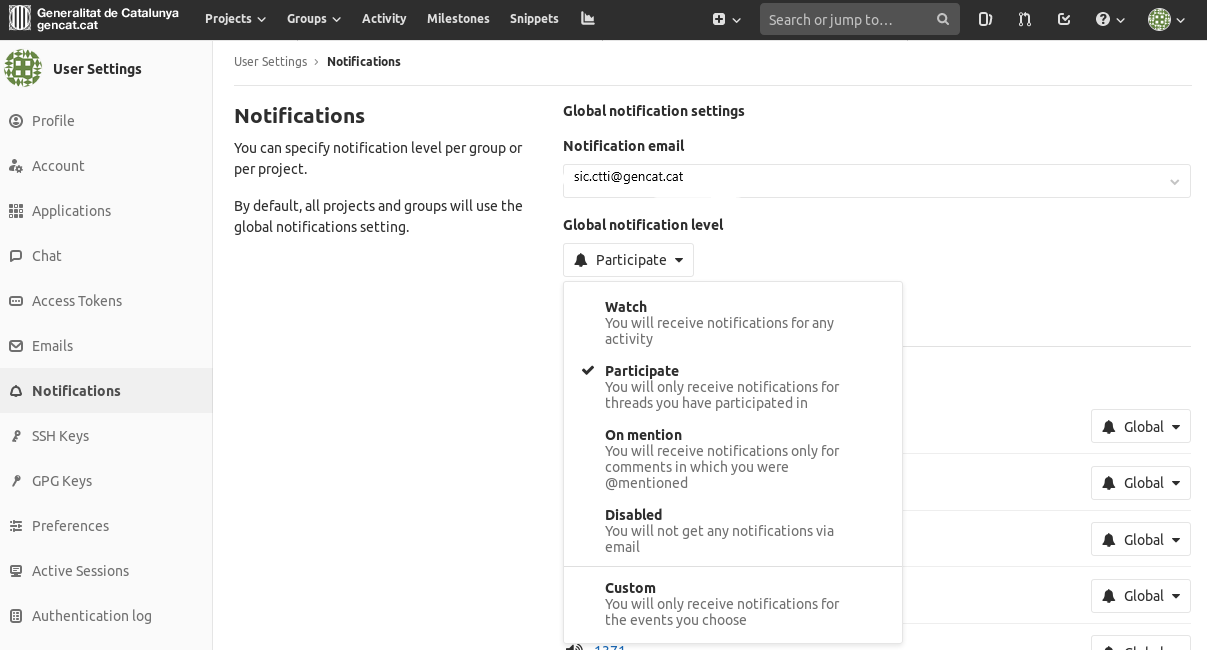 Generalitat de Catalunya
gencat.cat
Projects
Groups
Activity
Milestones
Snippets
Search or jump to…
User Settings
Profile
Account
Applications
Chat
Access Tokens
Emails
Notifications
SSH Keys
GPG Keys
Preferences
Active Sessions
Authentication log
User Settings › Notifications
Notifications
You can specify notification level per group or
per project.
By default, all projects and groups will use the
global notifications setting.
Global notification settings
Notification email
sic.ctti@gencat.cat
Global notification level
Participate
Watch
You will receive notifications for any
activity
Participate
You will only receive notifications for
threads you have participated in
On mention
You will receive notifications only for
comments in which you were
@mentioned
Disabled
You will not get any notifications via
email
Custom
You will only receive notifications for
the events you choose
Global
Global
Global
Global
Global
1371